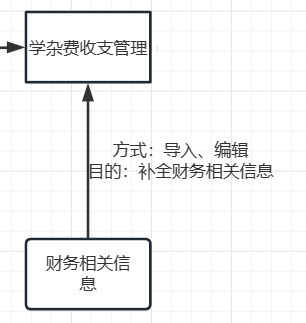 学杂费收支管理
方式：导入、编辑
目的：补全财务相关信息
财务相关信
息